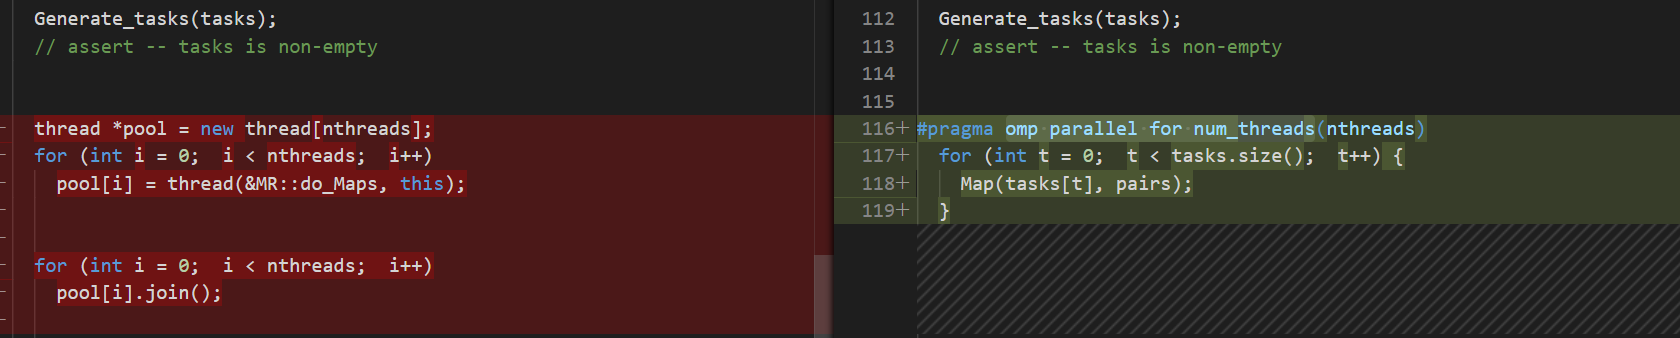 Generate_tasks(tasks);
// assert -- tasks is non-empty
thread *pool = new thread[nthreads];
for (int i = 0;  i < nthreads;  i++)
pool[i] = thread(&MR::do_Maps, this);
for (int i = 0;  i < nthreads;  i++)
pool[i].join();
112 Generate_tasks(tasks);
113 // assert -- tasks is non-empty
114
115
116+ #pragma omp parallel for num_threads(nthreads)
117+ for (int t = 0;  t < tasks.size();  t++) {
118+ Map(tasks[t], pairs);
119+ }